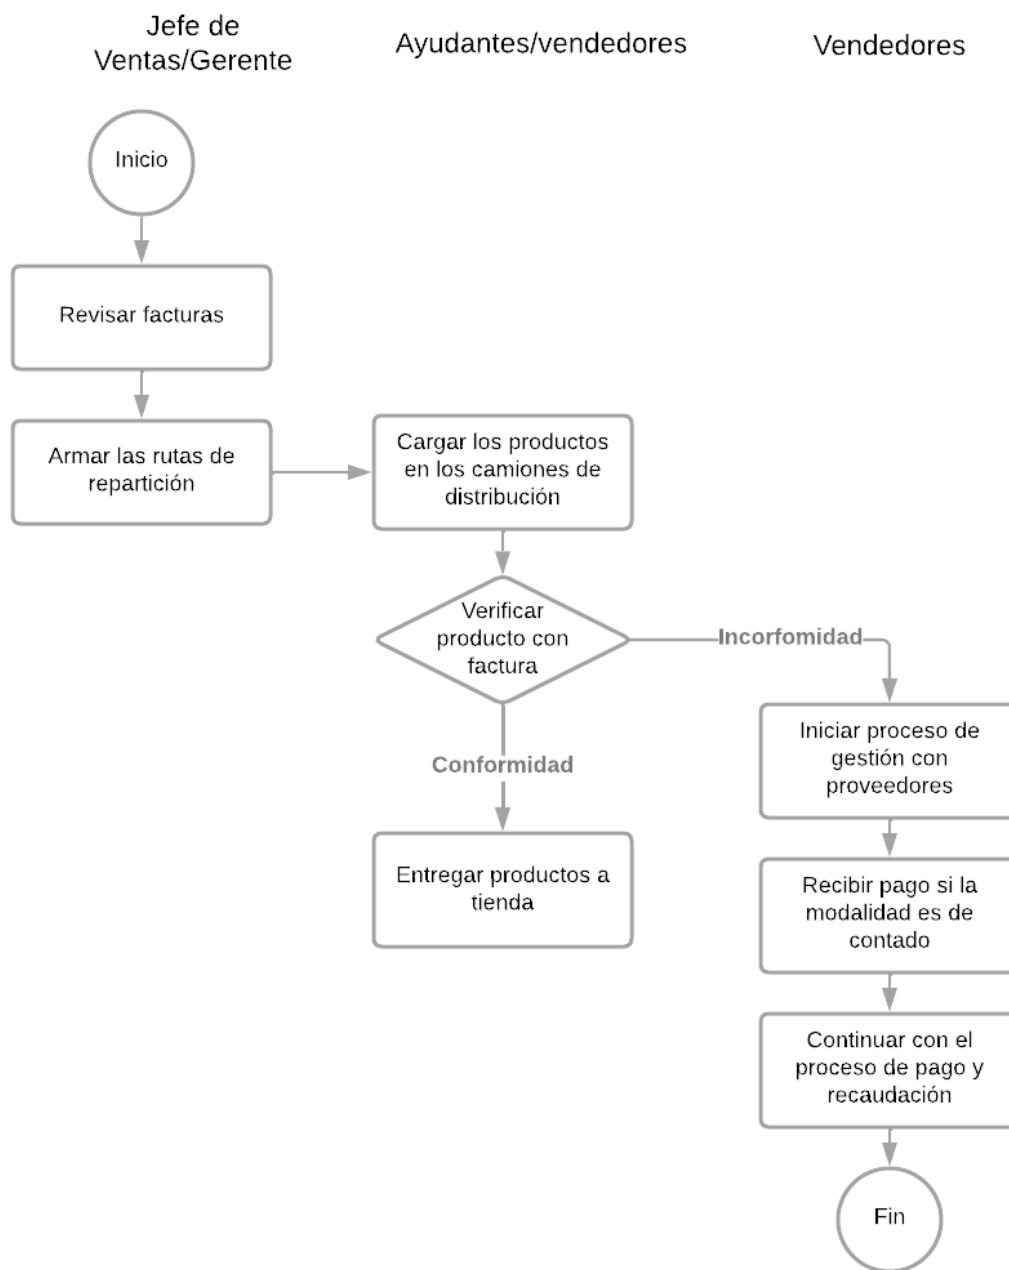 Jefe de
Ventas/Gerente
Ayudantes/vendedores
Vendedores
Inicio
Revisar facturas
Armar las rutas de
repartición
Cargar los productos
en los camiones de
distribución
Verificar
producto con
factura
Incorfomidad
Conformidad
Iniciar proceso de
gestión con
proveedores
Entregar productos a
tienda
Recibir pago si la
modalidad es de
contado
Continuar con el
proceso de pago y
recaudación
Fin